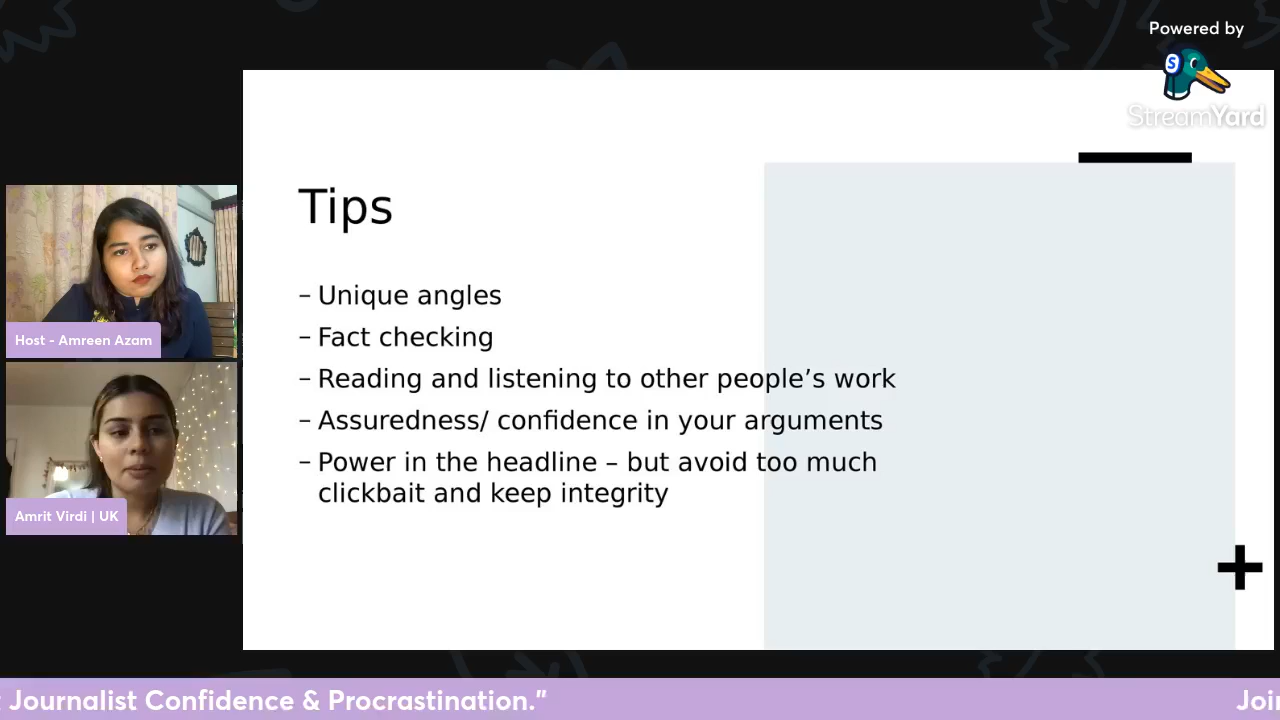 Powered by
StreamYard
Tips
– Unique angles
– Fact checking
– Reading and listening to other people’s work
– Assuredness/ confidence in your arguments
– Power in the headline – but avoid too much
clickbait and keep integrity
Host - Amreen Azam
Amrit Virdi | UK
Journalist Confidence & Procrastination.”